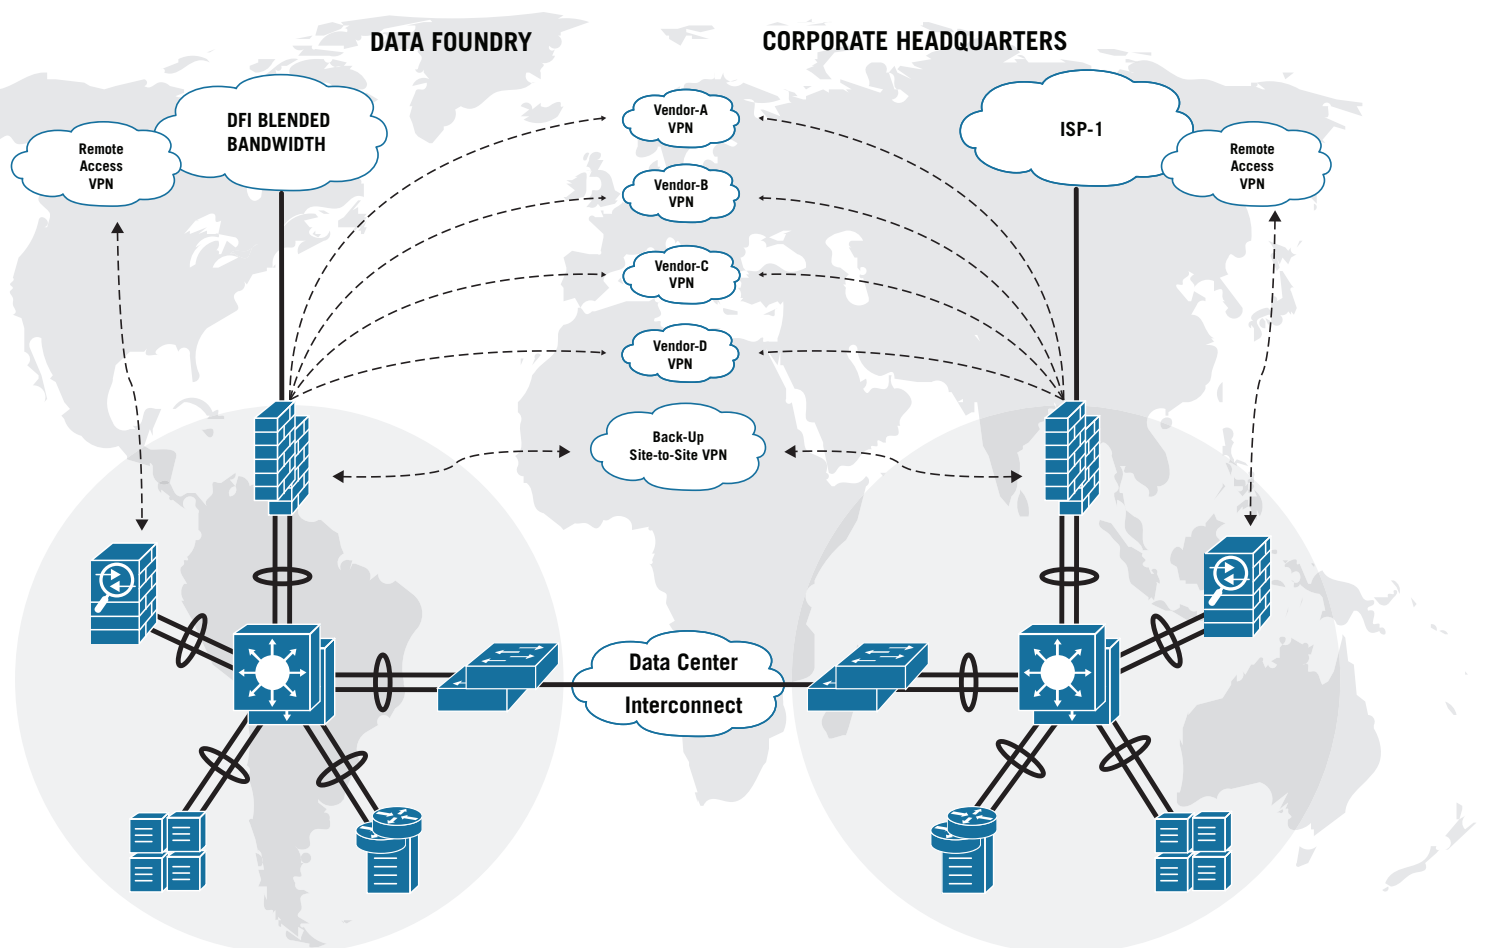 DATA FOUNDRY
CORPORATE HEADQUARTERS
DFI BLENDED
BANDWIDTH
Remote
Access
VPN
Vendor-A
VPN
Vendor-B
VPN
Vendor-C
VPN
Vendor-D
VPN
Back-Up
Site-to-Site VPN
ISP-1
Remote
Access
VPN
Data Center
Interconnect